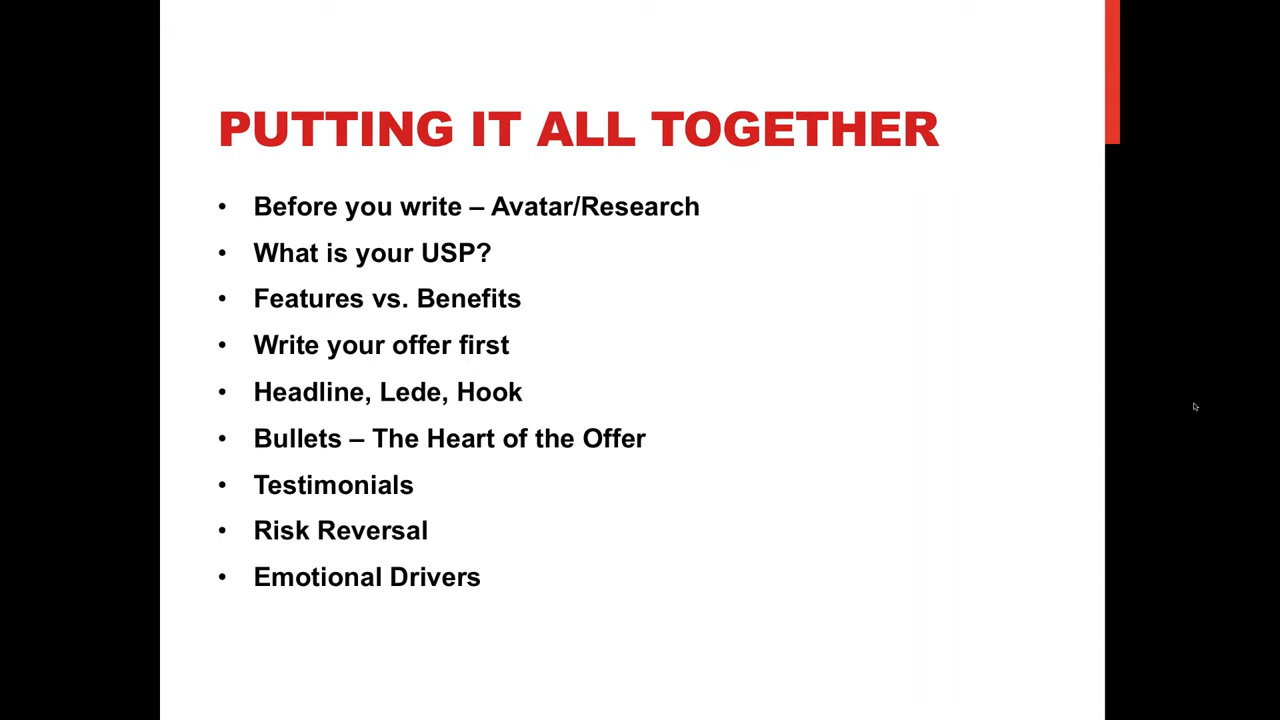 PUTTING IT ALL TOGETHER
• Before you write – Avatar/Research
• What is your USP?
• Features vs. Benefits
• Write your offer first
• Headline, Lede, Hook
• Bullets – The Heart of the Offer
• Testimonials
• Risk Reversal
• Emotional Drivers